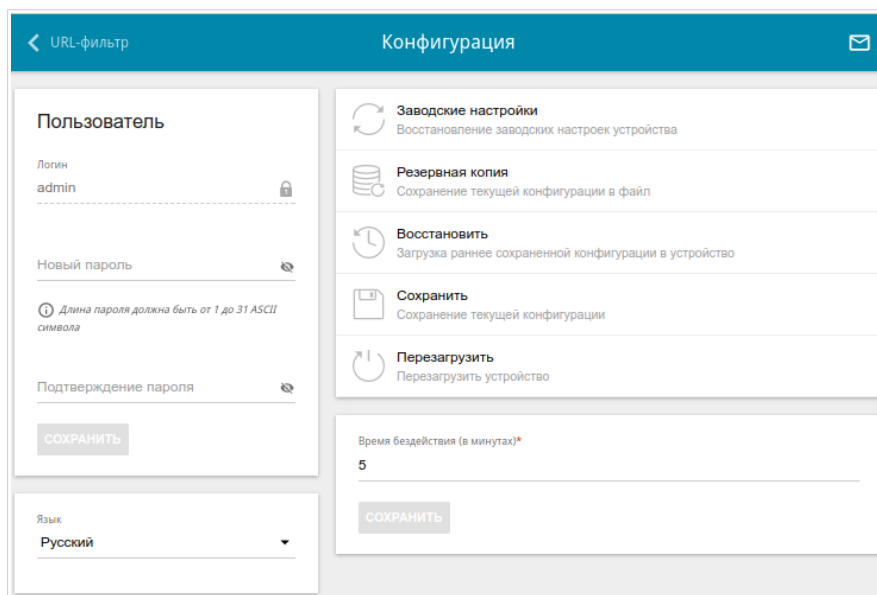 URL-фильтр
Конфигурация
Пользователь
Логин
admin
Новый пароль
Длина пароля должна быть от 1 до 31 ASCII
символа
Подтверждение пароля
СОХРАНИТЬ
Язык
Русский
Заводские настройки
Восстановление заводских настроек устройства
Резервная копия
Сохранение текущей конфигурации в файл
Восстановить
Загрузка раннее сохраненной конфигурации в устройство
Сохранить
Сохранение текущей конфигурации
Перезагрузить
Перезагрузить устройство
Время бездействия (в минутах)*
5
СОХРАНИТЬ